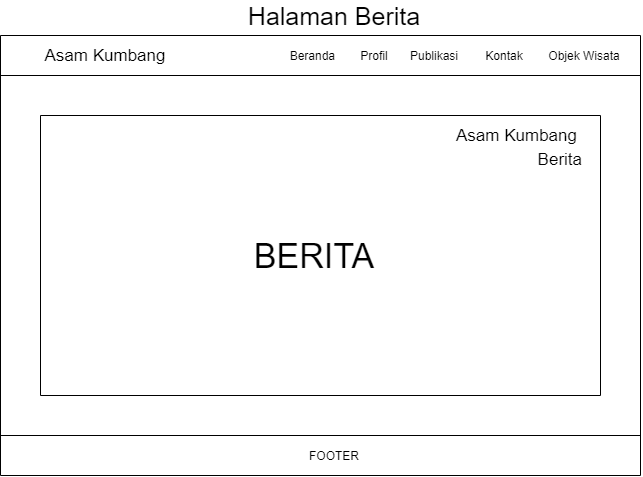 Halaman Berita
Asam Kumbang Beranda Profil Publikasi Kontak Objek Wisata
Asam Kumbang
Berita
BERITA
FOOTER